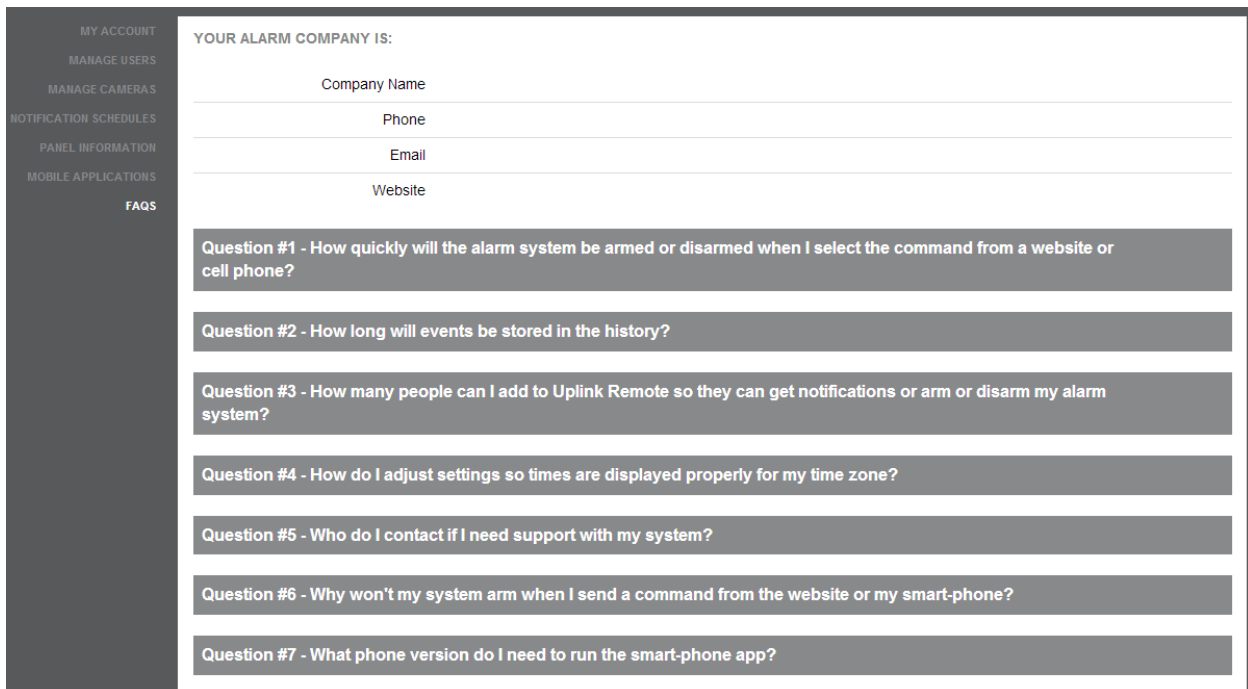 MY ACCOUNT
MANAGE USERS
MANAGE CAMERAS
NOTIFICATION SCHEDULES
PANEL INFORMATION
MOBILE APPLICATIONS
FAQS
YOUR ALARM COMPANY IS:
Company Name
Phone
Email
Website
Question #1 - How quickly will the alarm system be armed or disarmed when I select the command from a website or
cell phone?
Question #2 - How long will events be stored in the history?
Question #3 - How many people can I add to Uplink Remote so they can get notifications or arm or disarm my alarm
system?
Question #4 - How do I adjust settings so times are displayed properly for my time zone?
Question #5 - Who do I contact if I need support with my system?
Question #6 - Why won't my system arm when I send a command from the website or my smart-phone?
Question #7 - What phone version do I need to run the smart-phone app?